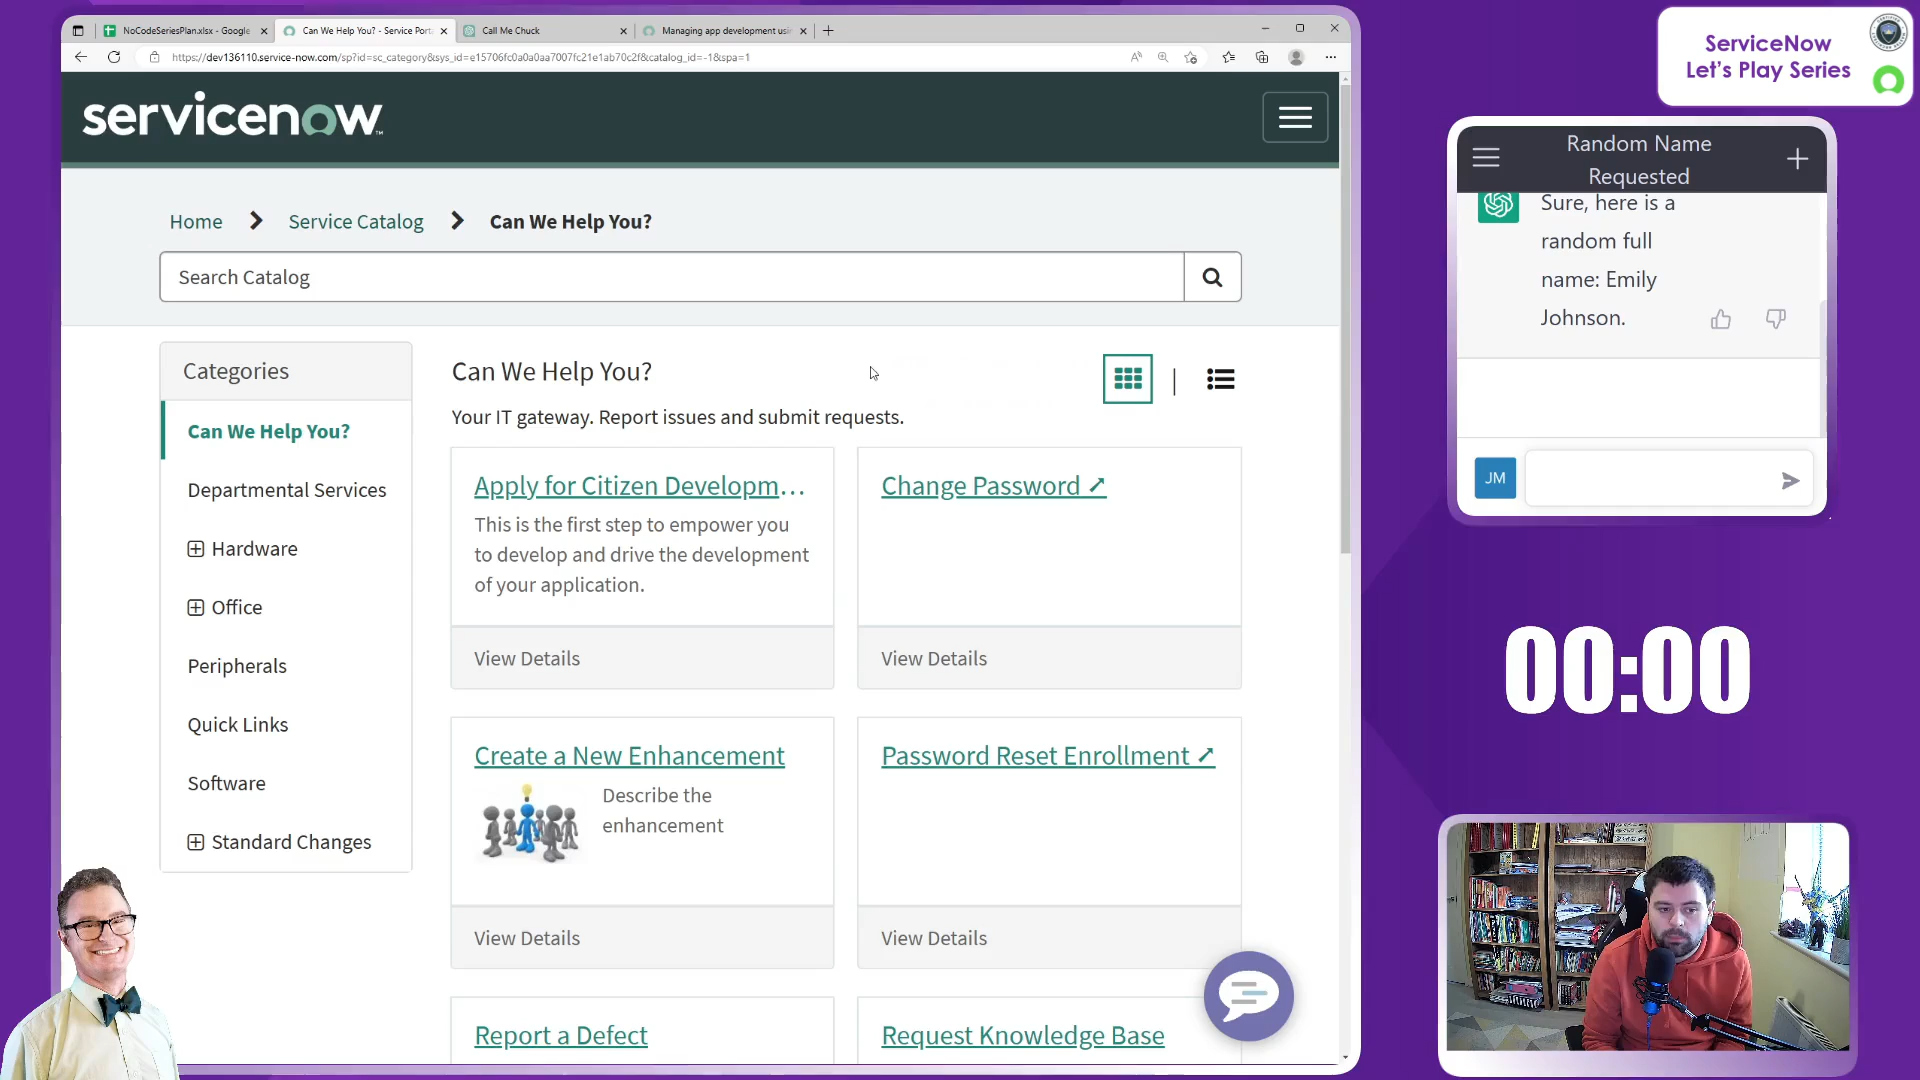 NoCodeSeriesPlan.xlsx - Google
Can We Help You? - Service Port
Call Me Chuck
Managing app development usi
https://dev136110.service-now.com/sp?id=sc_category&sys_id=e15706fc0a0a0aa7007fc21e1ab70c2f&catalog_id=-1&spa=1
servicenow
Home
Service Catalog
Can We Help You?
Search Catalog
Categories
Can We Help You?
Departmental Services
Hardware
Office
Peripherals
Quick Links
Software
Standard Changes
Can We Help You?
Your IT gateway. Report issues and submit requests.
Apply for Citizen Developm...
This is the first step to empower you
to develop and drive the development
of your application.
View Details
Change Password
View Details
Create a New Enhancement
Describe the
enhancement
View Details
Password Reset Enrollment
View Details
Report a Defect
Request Knowledge Base
ServiceNow
Let's Play Series
Random Name
Requested
Sure, here is a
random full
name: Emily
Johnson.
JM
00:00